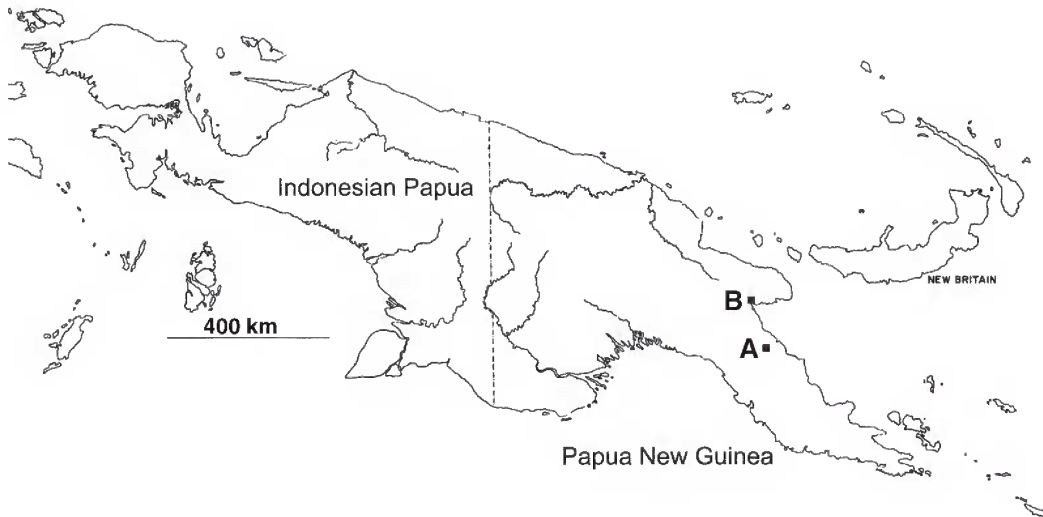 Indonesian Papua
NEW BRITAIN
B
400 km
A
Papua New Guinea